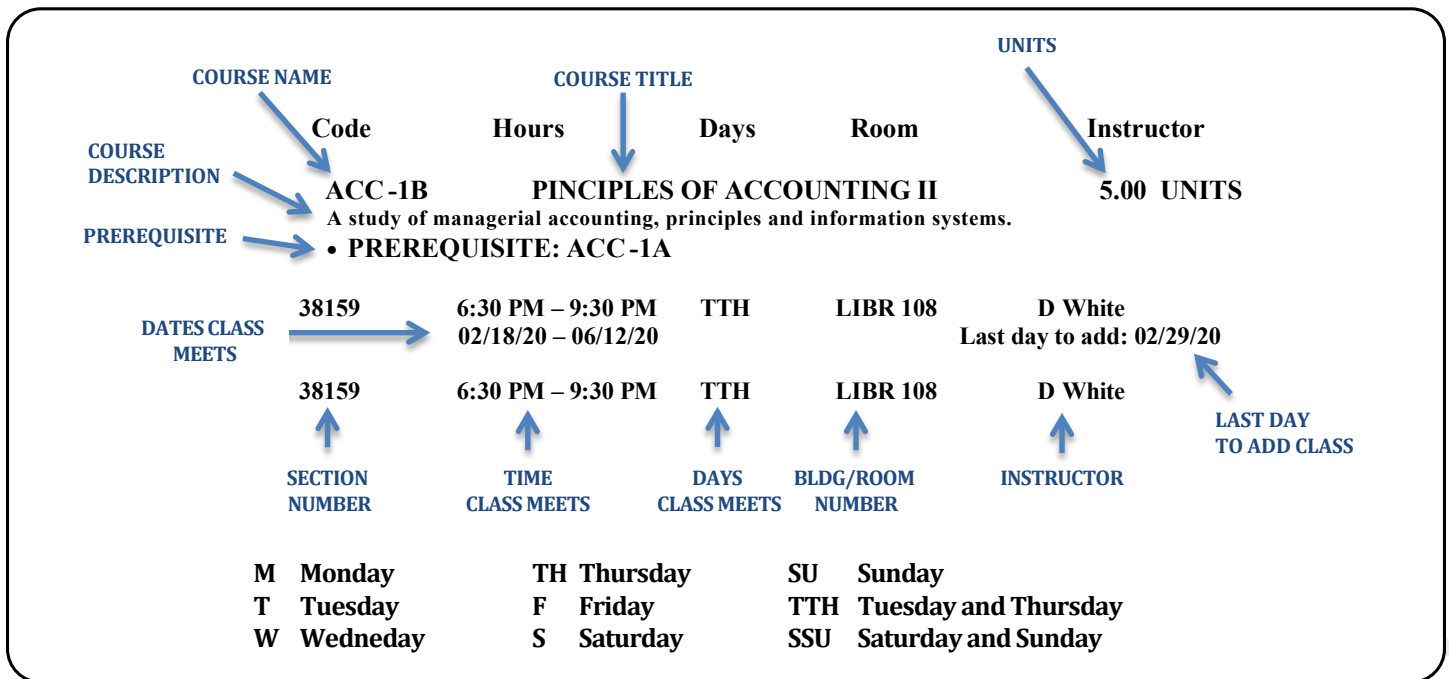 UNITS
COURSE NAME COURSE TITLE
Code Hours Days Room Instructor
COURSE
DESCRIPTION
ACC -1B PINCIPLES OF ACCOUNTING II 5.00 UNITS
A study of managerial accounting, principles and information systems.
PREREQUISITE
• PREREQUISITE: ACC -1A
38159 6:30 PM – 9:30 PM TTH LIBR 108 D White
DATES CLASS
MEETS
02/18/20 – 06/12/20 Last day to add: 02/29/20
38159 6:30 PM – 9:30 PM TTH LIBR 108 D White
LAST DAY
TO ADD CLASS
SECTION
NUMBER
TIME
CLASS MEETS
DAYS
CLASS MEETS
BLDG/ROOM
NUMBER
INSTRUCTOR
M Monday TH Thursday SU Sunday
T Tuesday F Friday TTH Tuesday and Thursday
W Wedneday S Saturday SSU Saturday and Sunday